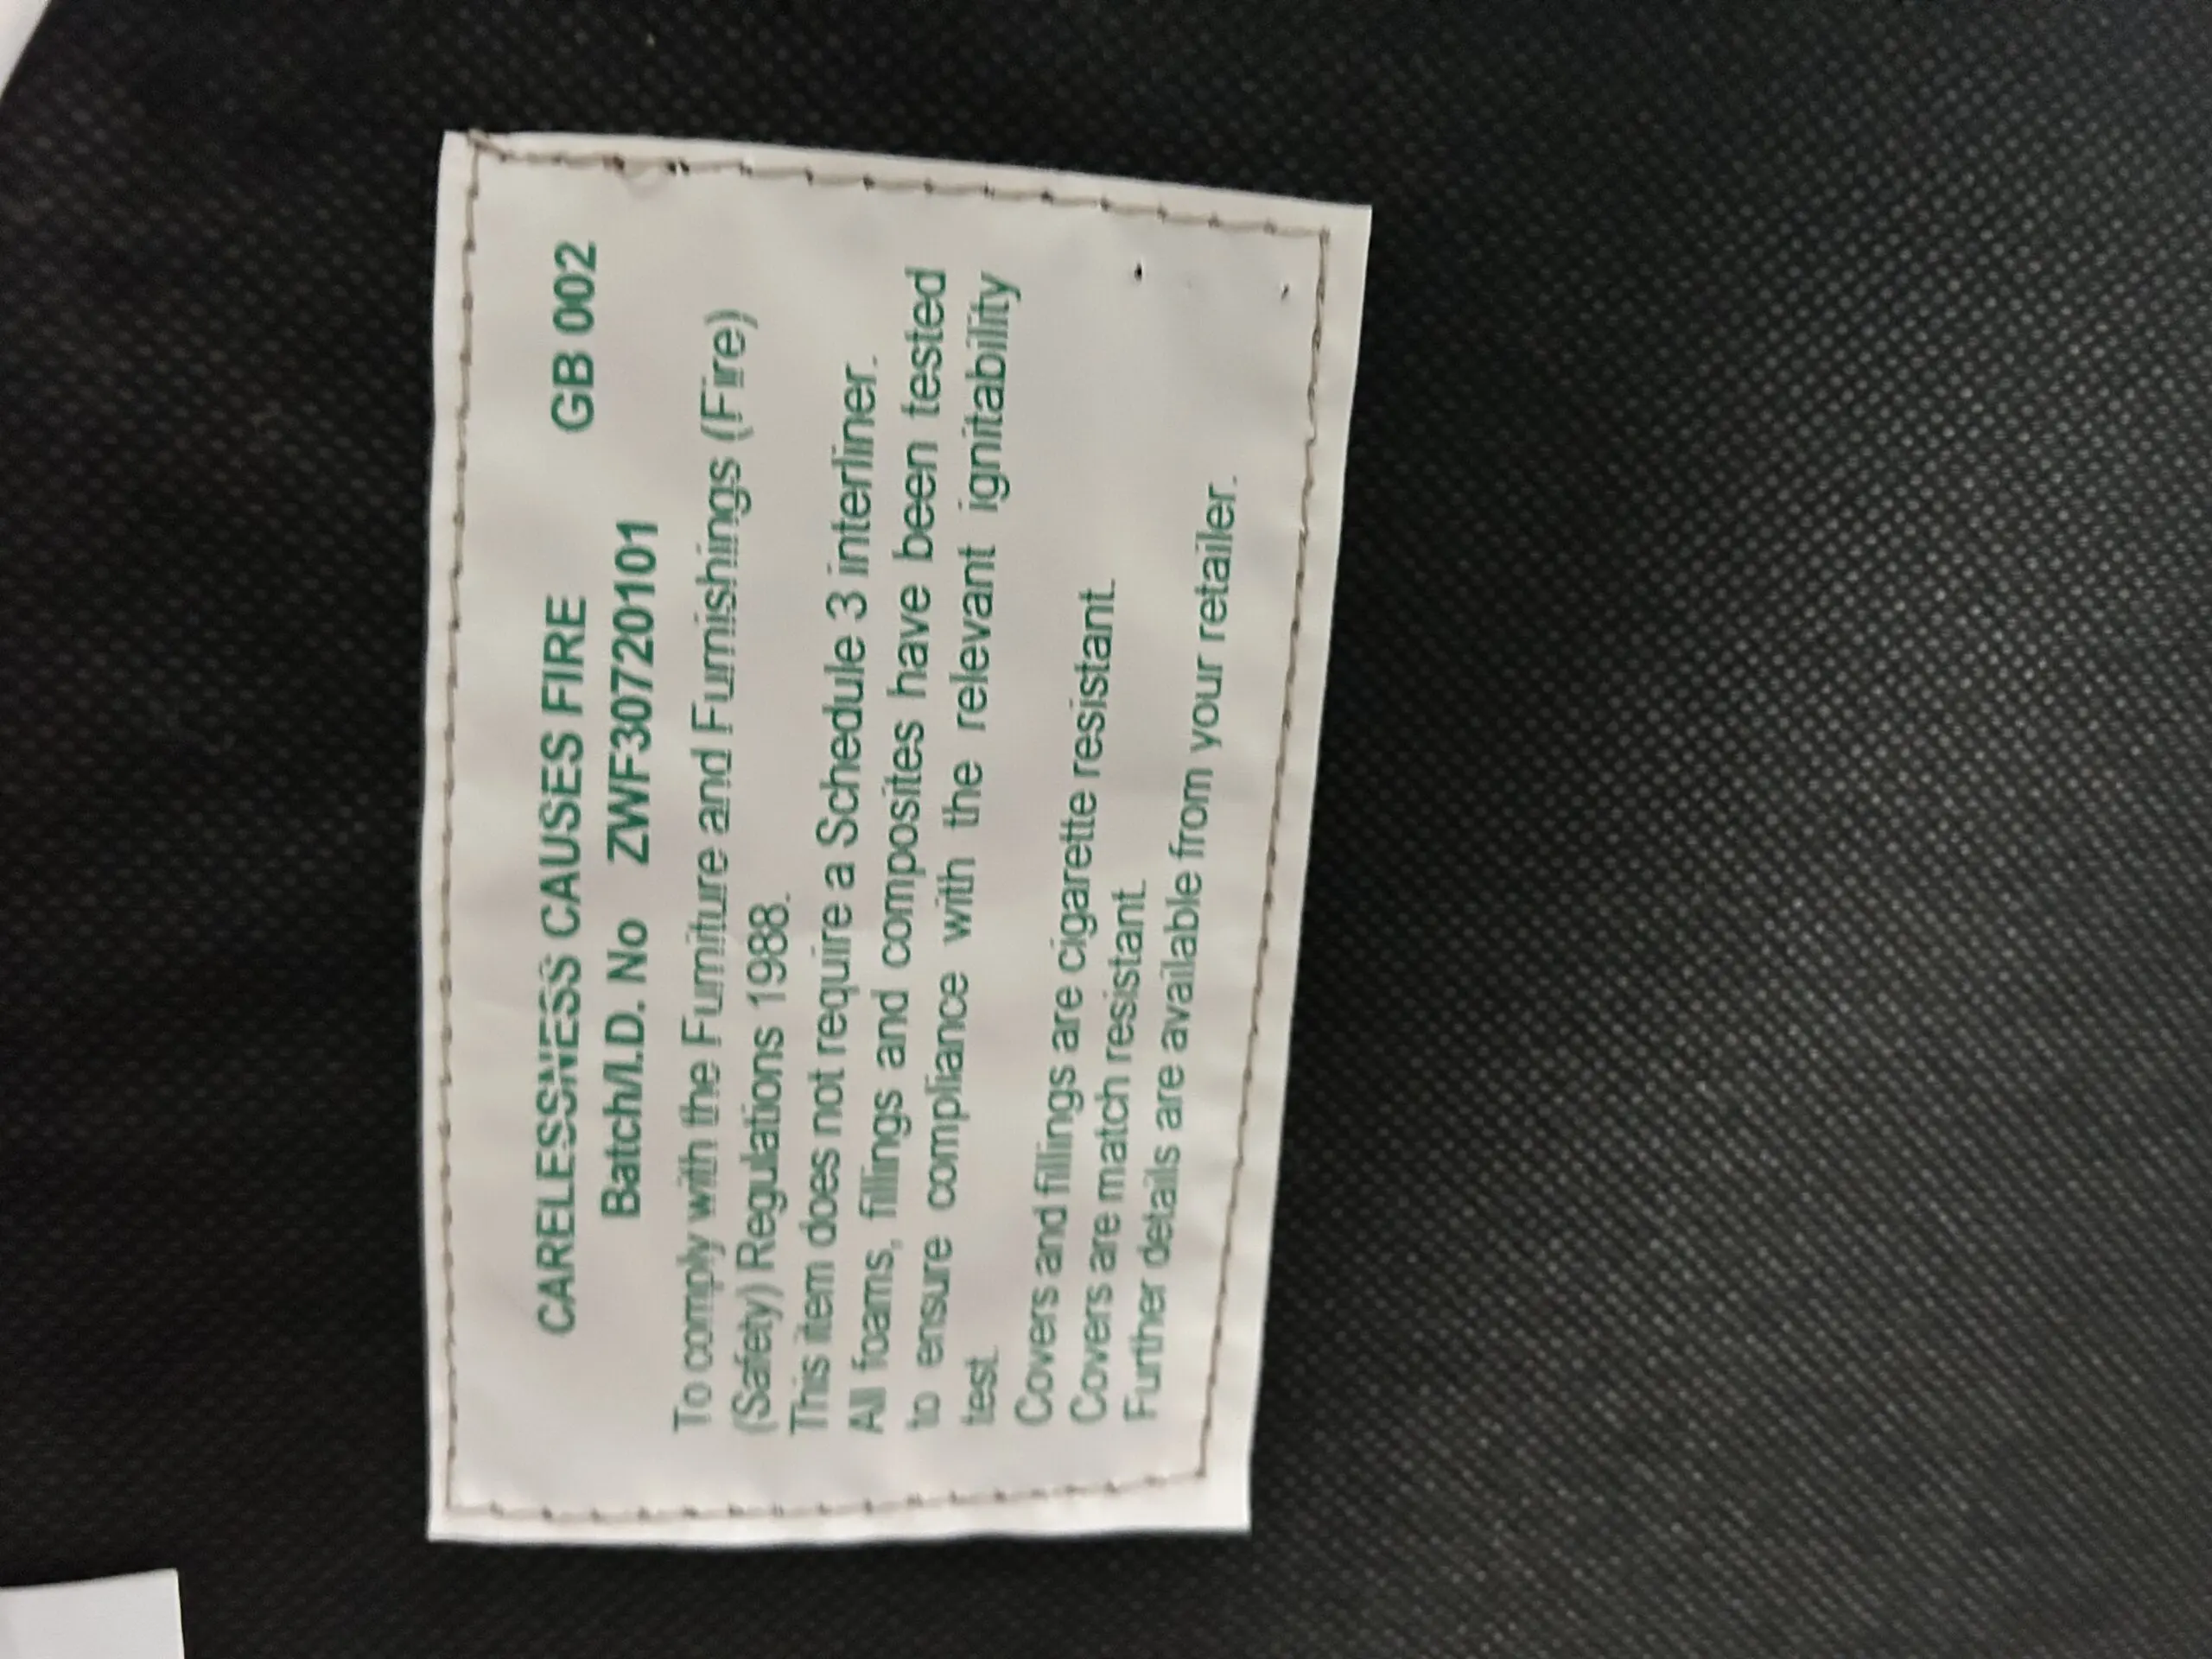 CARELESSNESS CAUSES FIRE GB 002
Batch/I.D. No ZWF30720101
To comply with the Furniture and Furnishings (Fire)
(Safety) Regulations 1988.
This item does not require a Schedule 3 interliner.
All foams, fillings and composites have been tested
to ensure compliance with the relevant ignitability
test.
Covers and fillings are cigarette resistant.
Covers are match resistant.
Further details are available from your retailer.